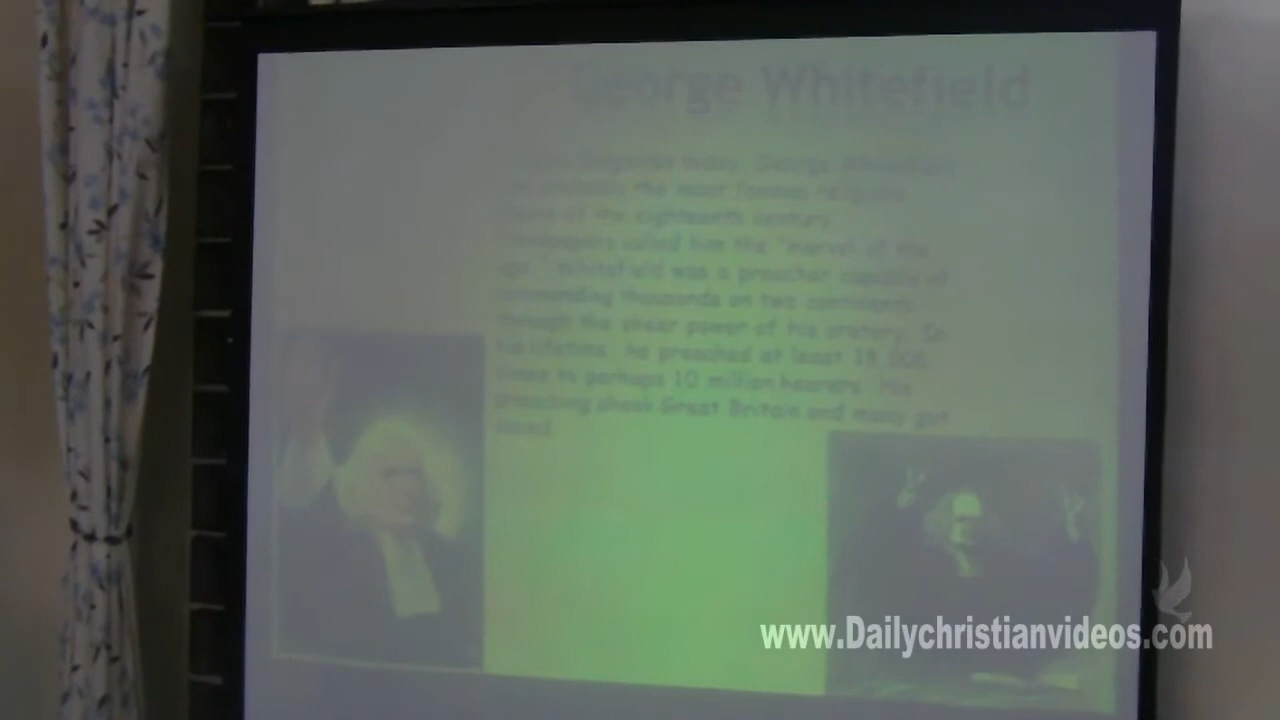 George Whitefield
George
the most famous religious
figure of the eighteenth century
Newspapers called him the "marvel of the
age." Whitefield was a preacher capable of
commanding thousands on two continents
through the sheer power of his oratory. In
his lifetime, he preached at least 18,000
times to perhaps 10 million hearers. His
preaching shook Great Britain and many got
saved.
www.Dailychristianvideos.com